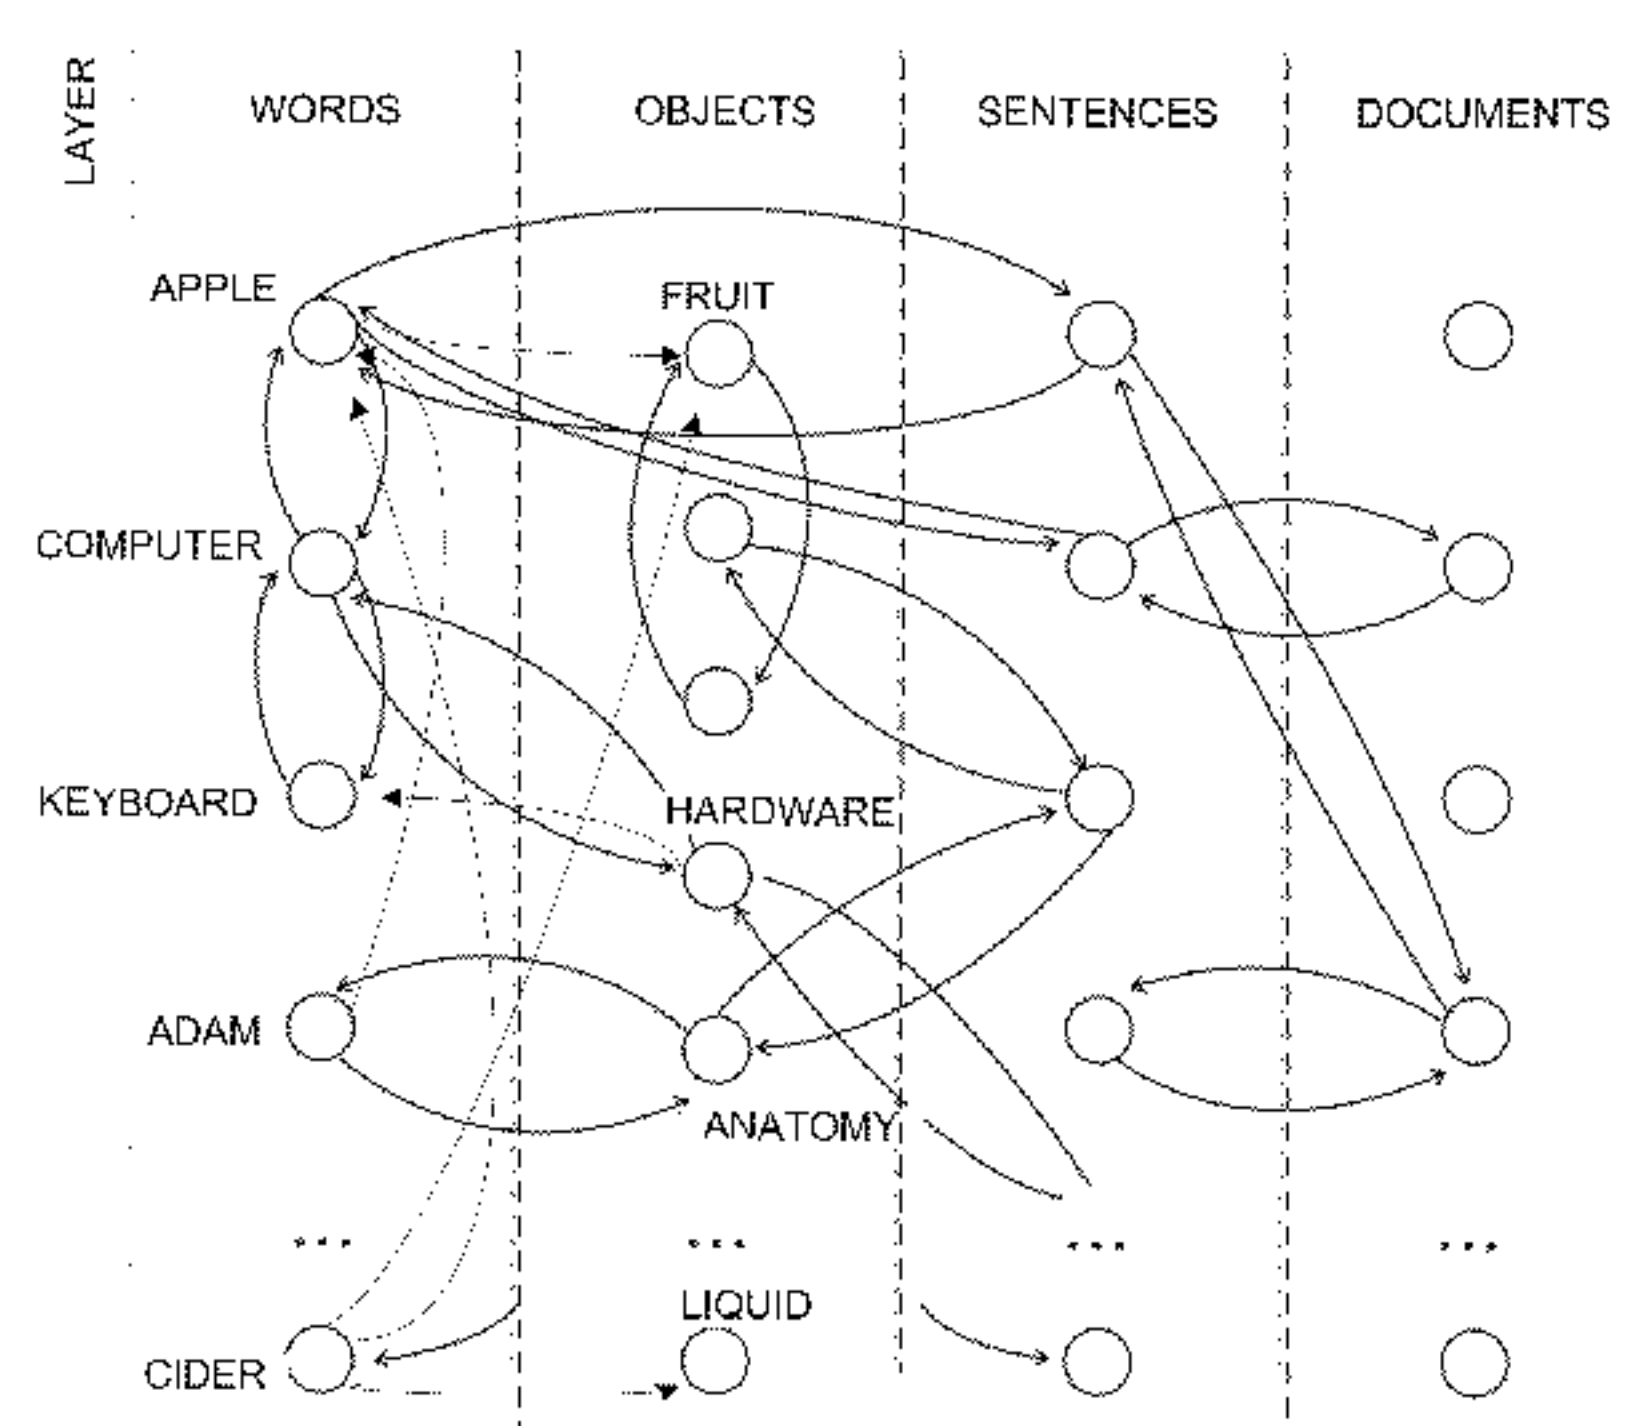 LAYER
WORDS OBJECTS SENTENCES DOCUMENTS
APPLE FRUIT
COMPUTER
KEYBOARD HARDWARE
ADAM
ANATOMY
... ... ... ...
LIQUID
CIDER